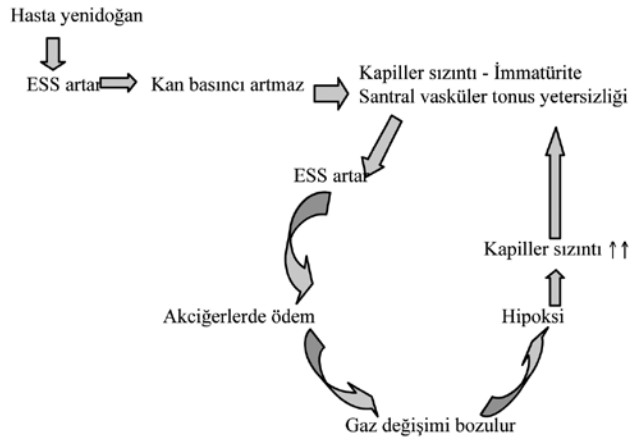 Hasta yenidoğan
ESS artar
Kan basıncı artmaz
Kapiller sızıntı - İmmatürite
Santral vasküler tonus yetersizliği
ESS artar
Akciğerlerde ödem
Gaz değişimi bozulur
Hipoksi
Kapiller sızıntı ↑↑